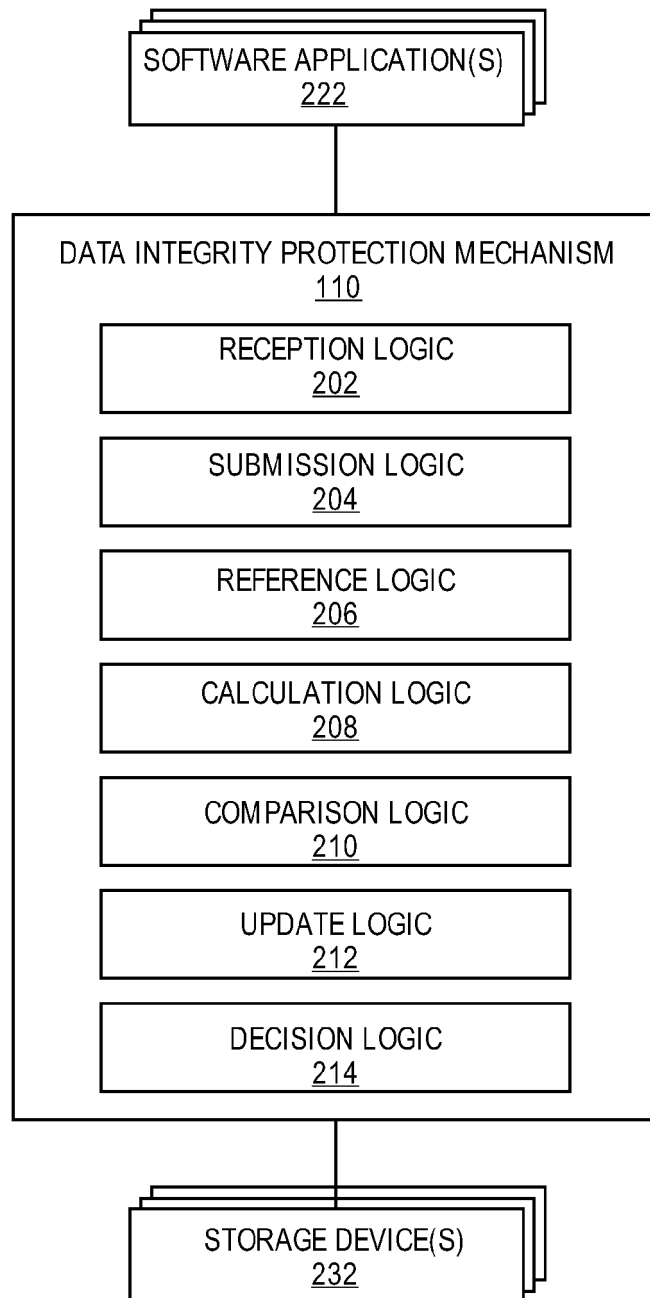 SOFTWARE APPLICATION(S)
222
DATA INTEGRITY PROTECTION MECHANISM
110
RECEPTION LOGIC
202
SUBMISSION LOGIC
204
REFERENCE LOGIC
206
CALCULATION LOGIC
208
COMPARISON LOGIC
210
UPDATE LOGIC
212
DECISION LOGIC
214
STORAGE DEVICE(S)
232